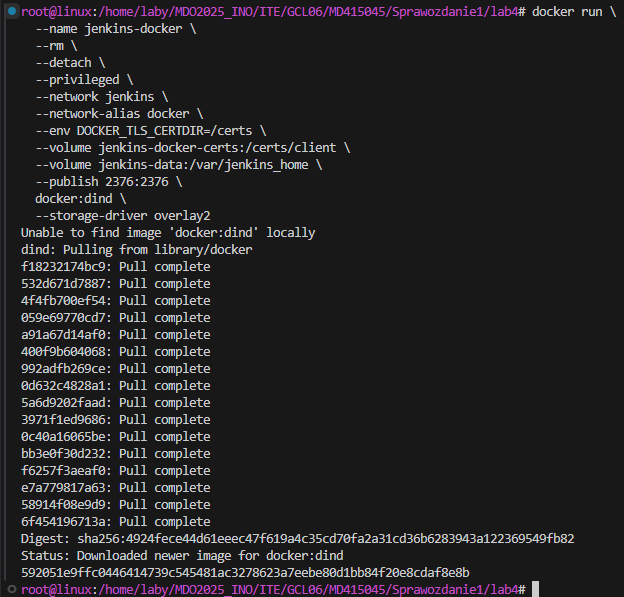 root@linux:/home/laby/MDO2025_INO/ITE/GCL06/MD415045/Sprawozdanie1/lab4# docker run \
  --name jenkins-docker \
  --rm \
  --detach \
  --privileged \
  --network jenkins \
  --network-alias docker \
  --env DOCKER_TLS_CERTDIR=/certs \
  --volume jenkins-docker-certs:/certs/client \
  --volume jenkins-data:/var/jenkins_home \
  --publish 2376:2376 \
  docker:dind \
  --storage-driver overlay2
Unable to find image 'docker:dind' locally
dind: Pulling from library/docker
f18232174bc9: Pull complete
532d671d7887: Pull complete
4f4fb700ef54: Pull complete
059e69770cd7: Pull complete
a91a67d14af0: Pull complete
400f9b604068: Pull complete
992adfb269ce: Pull complete
0d632c4828a1: Pull complete
5a6d9202faad: Pull complete
3971f1ed9686: Pull complete
0c40a16065be: Pull complete
bb3e0f30d232: Pull complete
f6257f3aeaf0: Pull complete
e7a779817a63: Pull complete
58914f08e9d9: Pull complete
6f454196713a: Pull complete
Digest: sha256:4924fece44d61eeec47f619a4c35cd70fa2a31cd36b6283943a122369549fb82
Status: Downloaded newer image for docker:dind
592051e9ffc0446414739c545481ac3278623a7eebe80d1bb84f20e8cdaf8e8b
root@linux:/home/laby/MDO2025_INO/ITE/GCL06/MD415045/Sprawozdanie1/lab4#